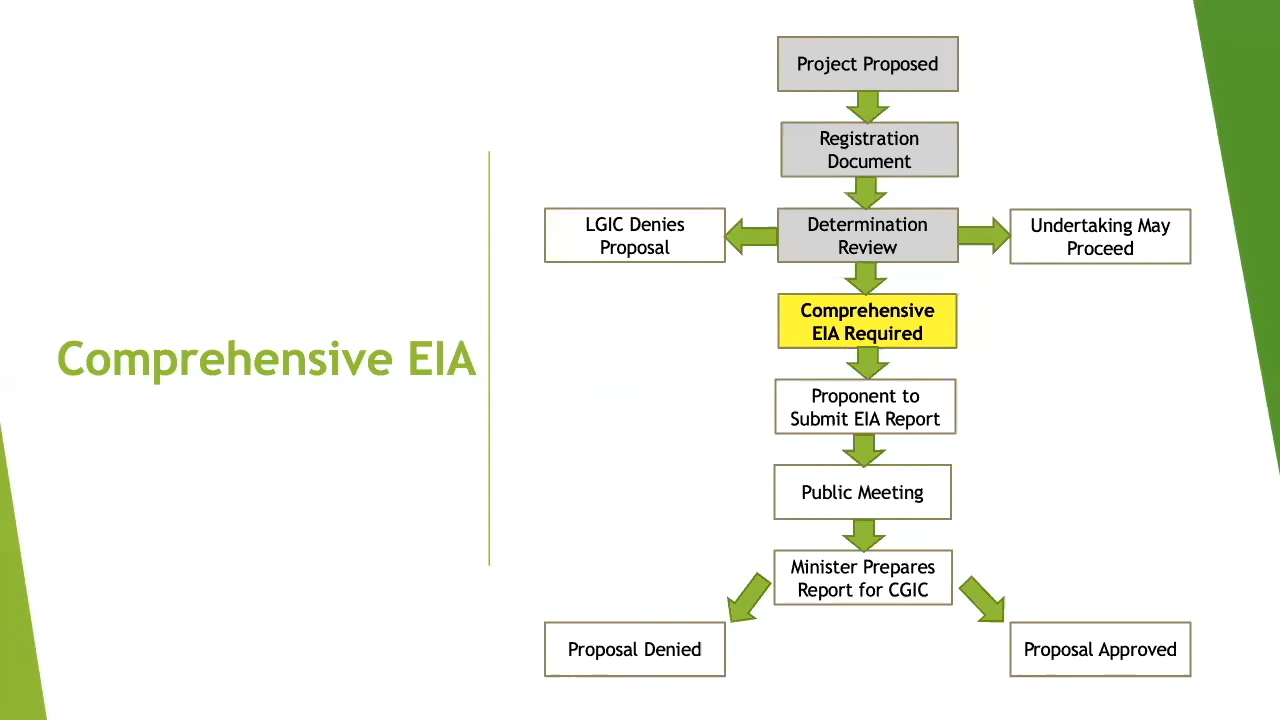 Comprehensive EIA
Project Proposed
Registration
Document
LGIC Denies
Proposal
Determination
Review
Undertaking May
Proceed
Comprehensive
EIA Required
Proponent to
Submit EIA Report
Public Meeting
Minister Prepares
Report for CGIC
Proposal Denied
Proposal Approved